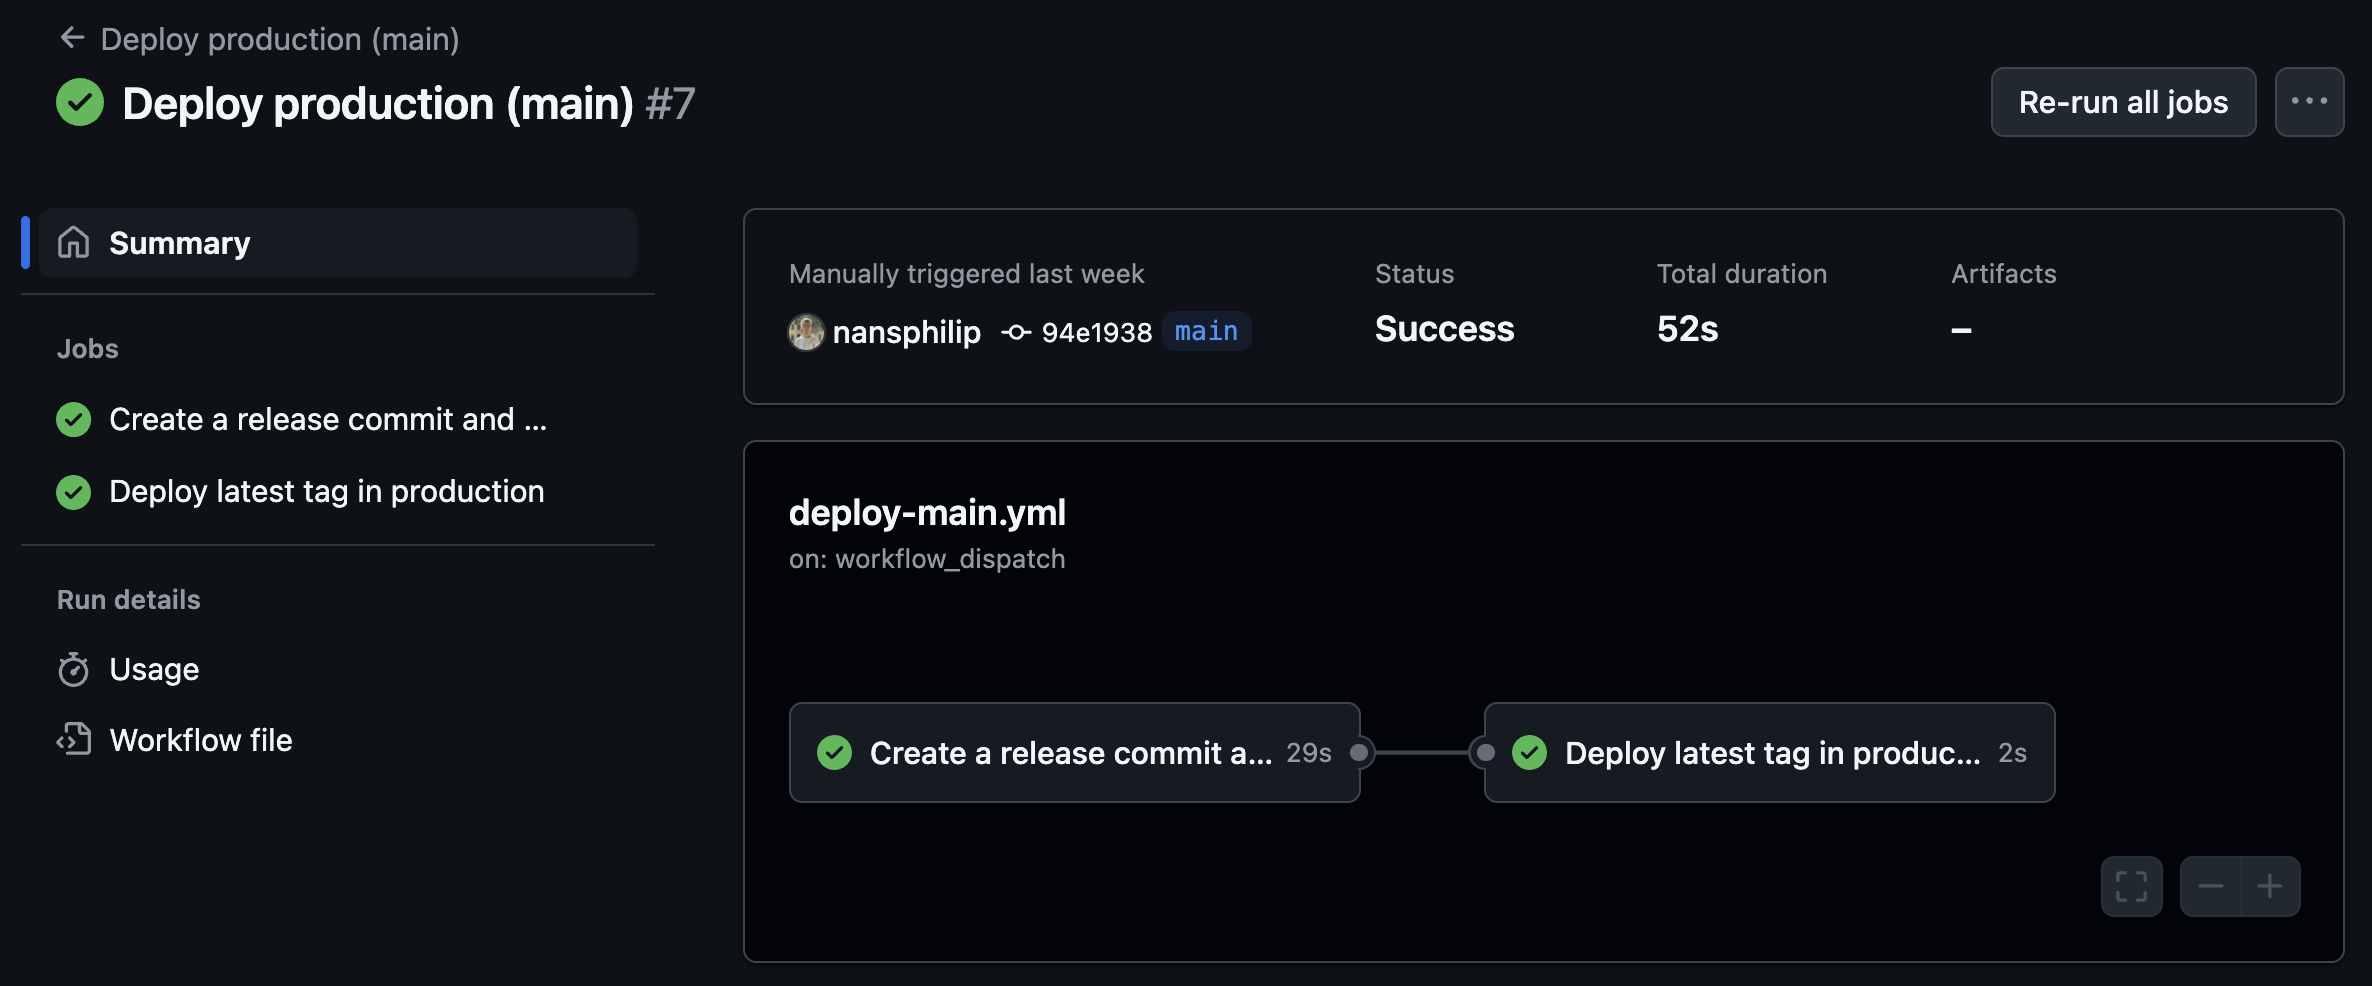 Deploy production (main)
Deploy production (main) #7
Re-run all jobs
Summary
Jobs
Create a release commit and ...
Deploy latest tag in production
Run details
Usage
Workflow file
Manually triggered last week
nansphilip 94e1938 main
Status
Success
Total duration
52s
Artifacts
–
deploy-main.yml
on: workflow_dispatch
Create a release commit a... 29s
Deploy latest tag in produc... 2s